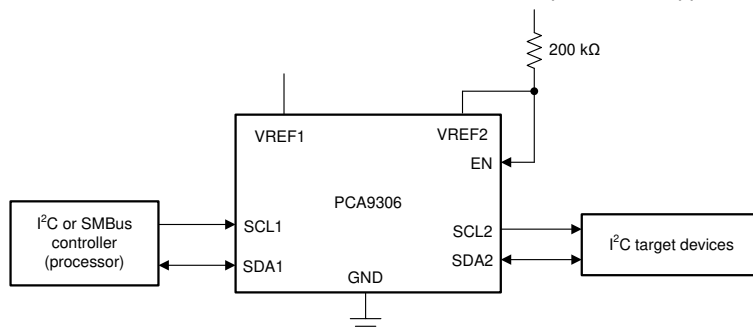 200 kΩ
VREF1
VREF2
EN
PCA9306
I²C or SMBus
controller
(processor)
SCL1
SDA1
SCL2
SDA2
GND
I²C target devices